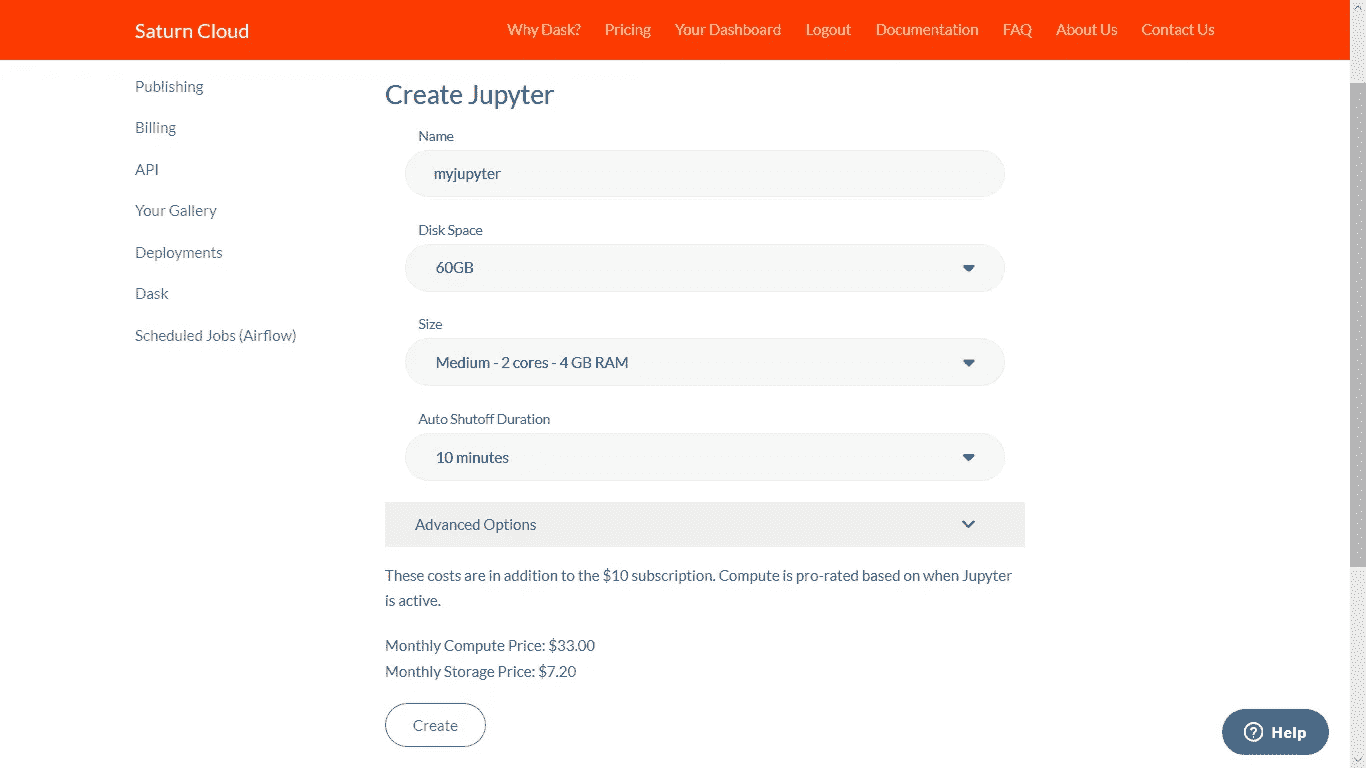 Saturn Cloud
Why Dask?
Pricing
Your Dashboard
Logout
Documentation
FAQ
About Us
Contact Us
Publishing
Billing
API
Your Gallery
Deployments
Dask
Scheduled Jobs (Airflow)
Create Jupyter
Name
myjupyter
Disk Space
60GB
Size
Medium - 2 cores - 4 GB RAM
Auto Shutoff Duration
10 minutes
Advanced Options
These costs are in addition to the $10 subscription. Compute is pro-rated based on when Jupyter
is active.
Monthly Compute Price: $33.00
Monthly Storage Price: $7.20
Create
Help